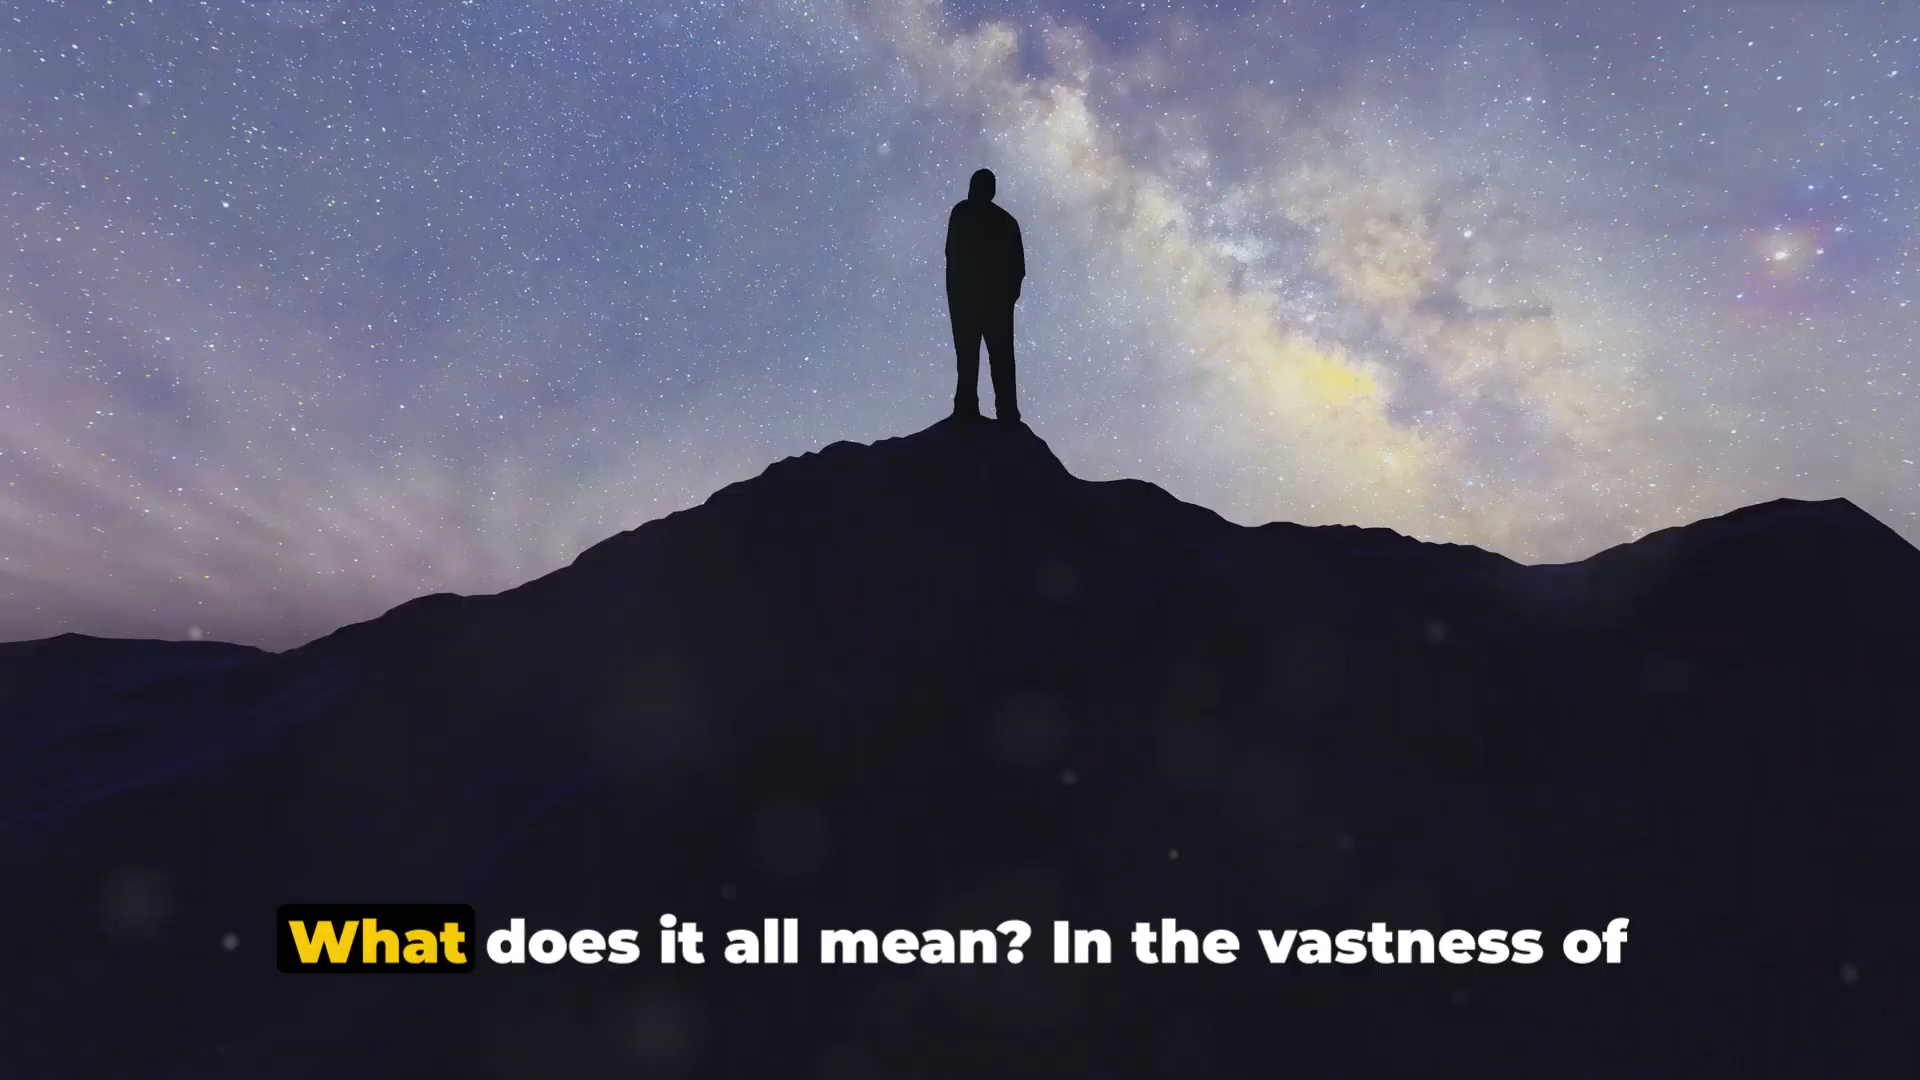 What does it all mean? In the vastness of